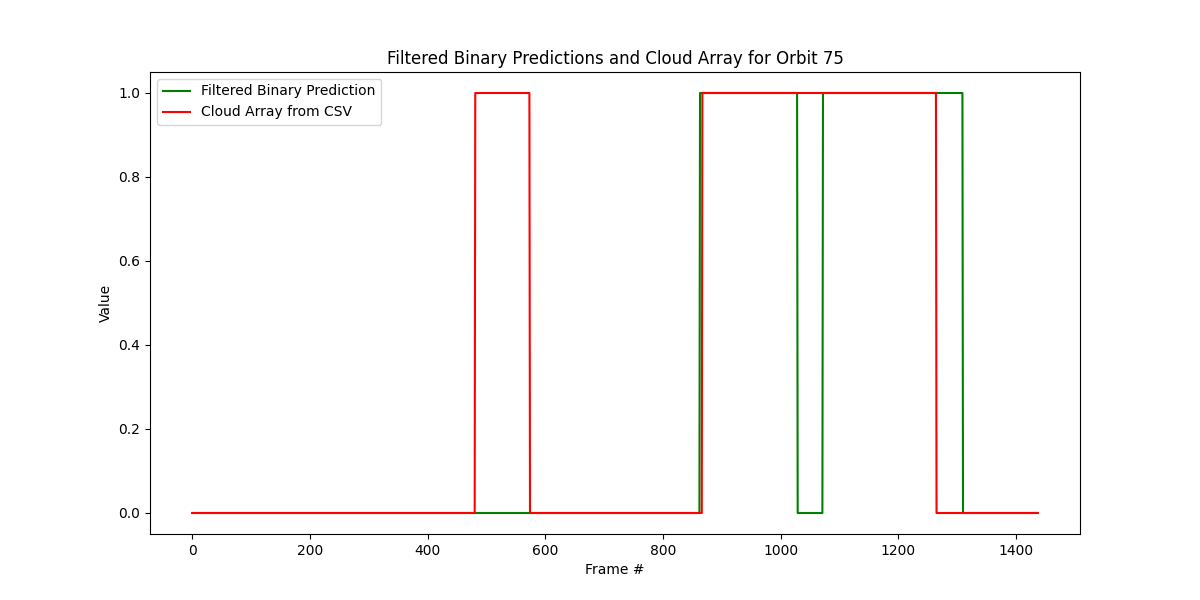 Filtered Binary Predictions and Cloud Array for Orbit 75
Filtered Binary Prediction
Cloud Array from CSV
1.0
0.8
0.6
0.4
0.2
0.0
Value
0 200 400 600 800 1000 1200 1400
Frame #